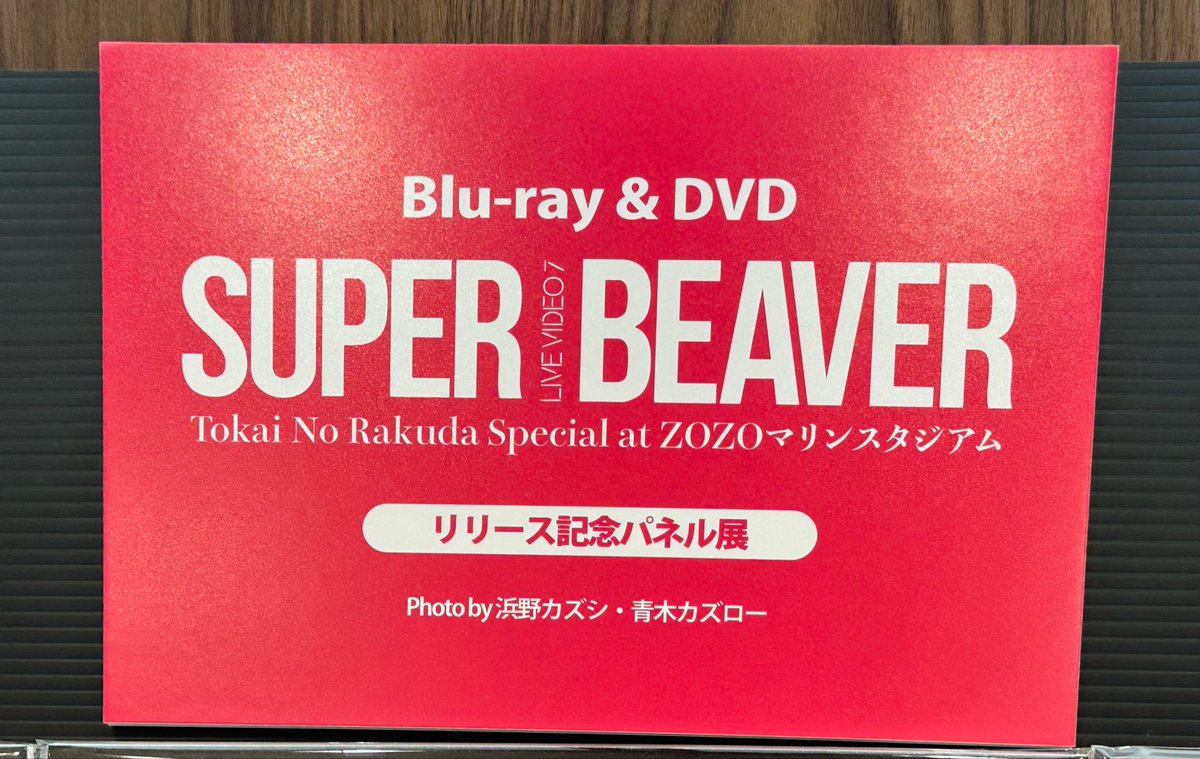 Blu-ray & DVD
SUPER LIVE VIDEO 7 BEAVER
Tokai No Rakuda Special at ZOZOマリンスタジアム
リリース記念パネル展
Photo by 浜野カズシ・青木カズロー